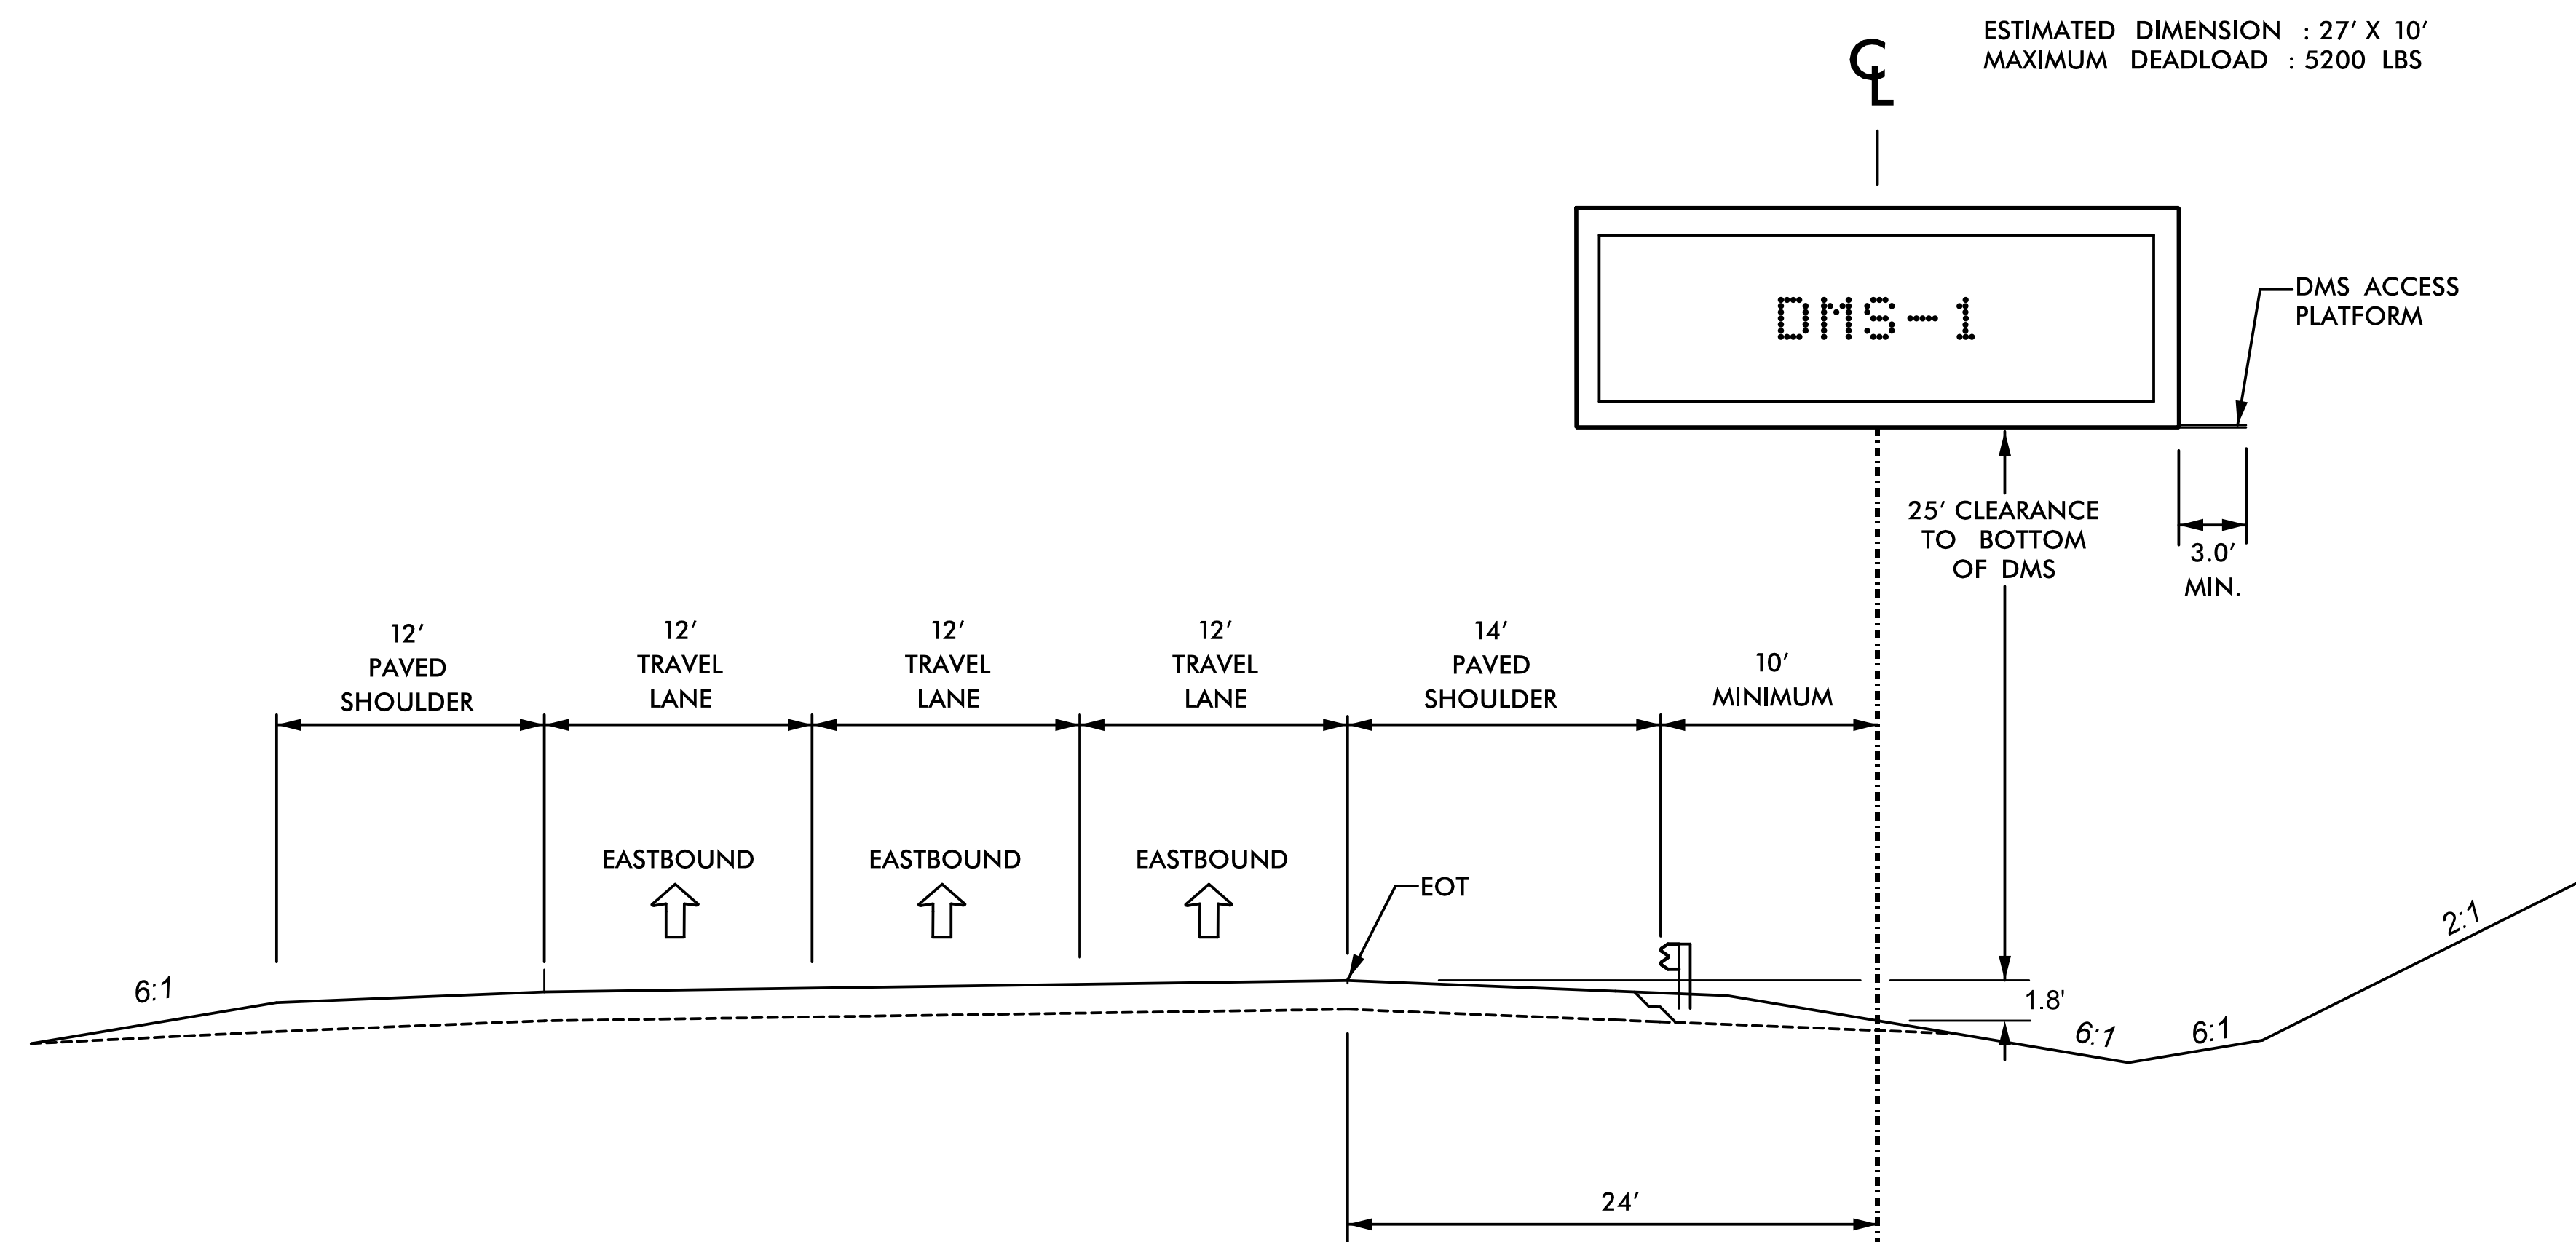 ESTIMATED DIMENSION : 27' X 10'
MAXIMUM DEADLOAD : 5200 LBS
CL
DMS-1
DMS ACCESS
PLATFORM
25' CLEARANCE
TO BOTTOM
OF DMS
3.0'
MIN.
12'
PAVED
SHOULDER
12'
TRAVEL
LANE
12'
TRAVEL
LANE
12'
TRAVEL
LANE
14'
PAVED
SHOULDER
10'
MINIMUM
EASTBOUND
EASTBOUND
EASTBOUND
EOT
6:1
1.8'
6:1
6:1
2:1
24'